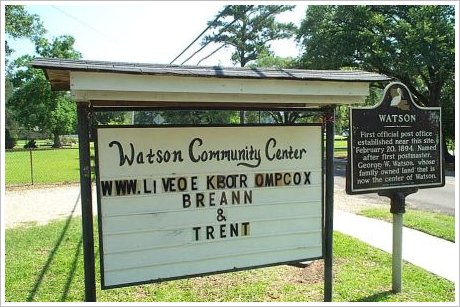 Watson Community Center
WWW.LIVEOE KBOTR OMPCOX
BREANN
&
TRENT
WATSON
First official post office
established near this site,
February 20, 1894. Named
after first postmaster,
George W. Watson, whose
family owned land that is
now the center of Watson.